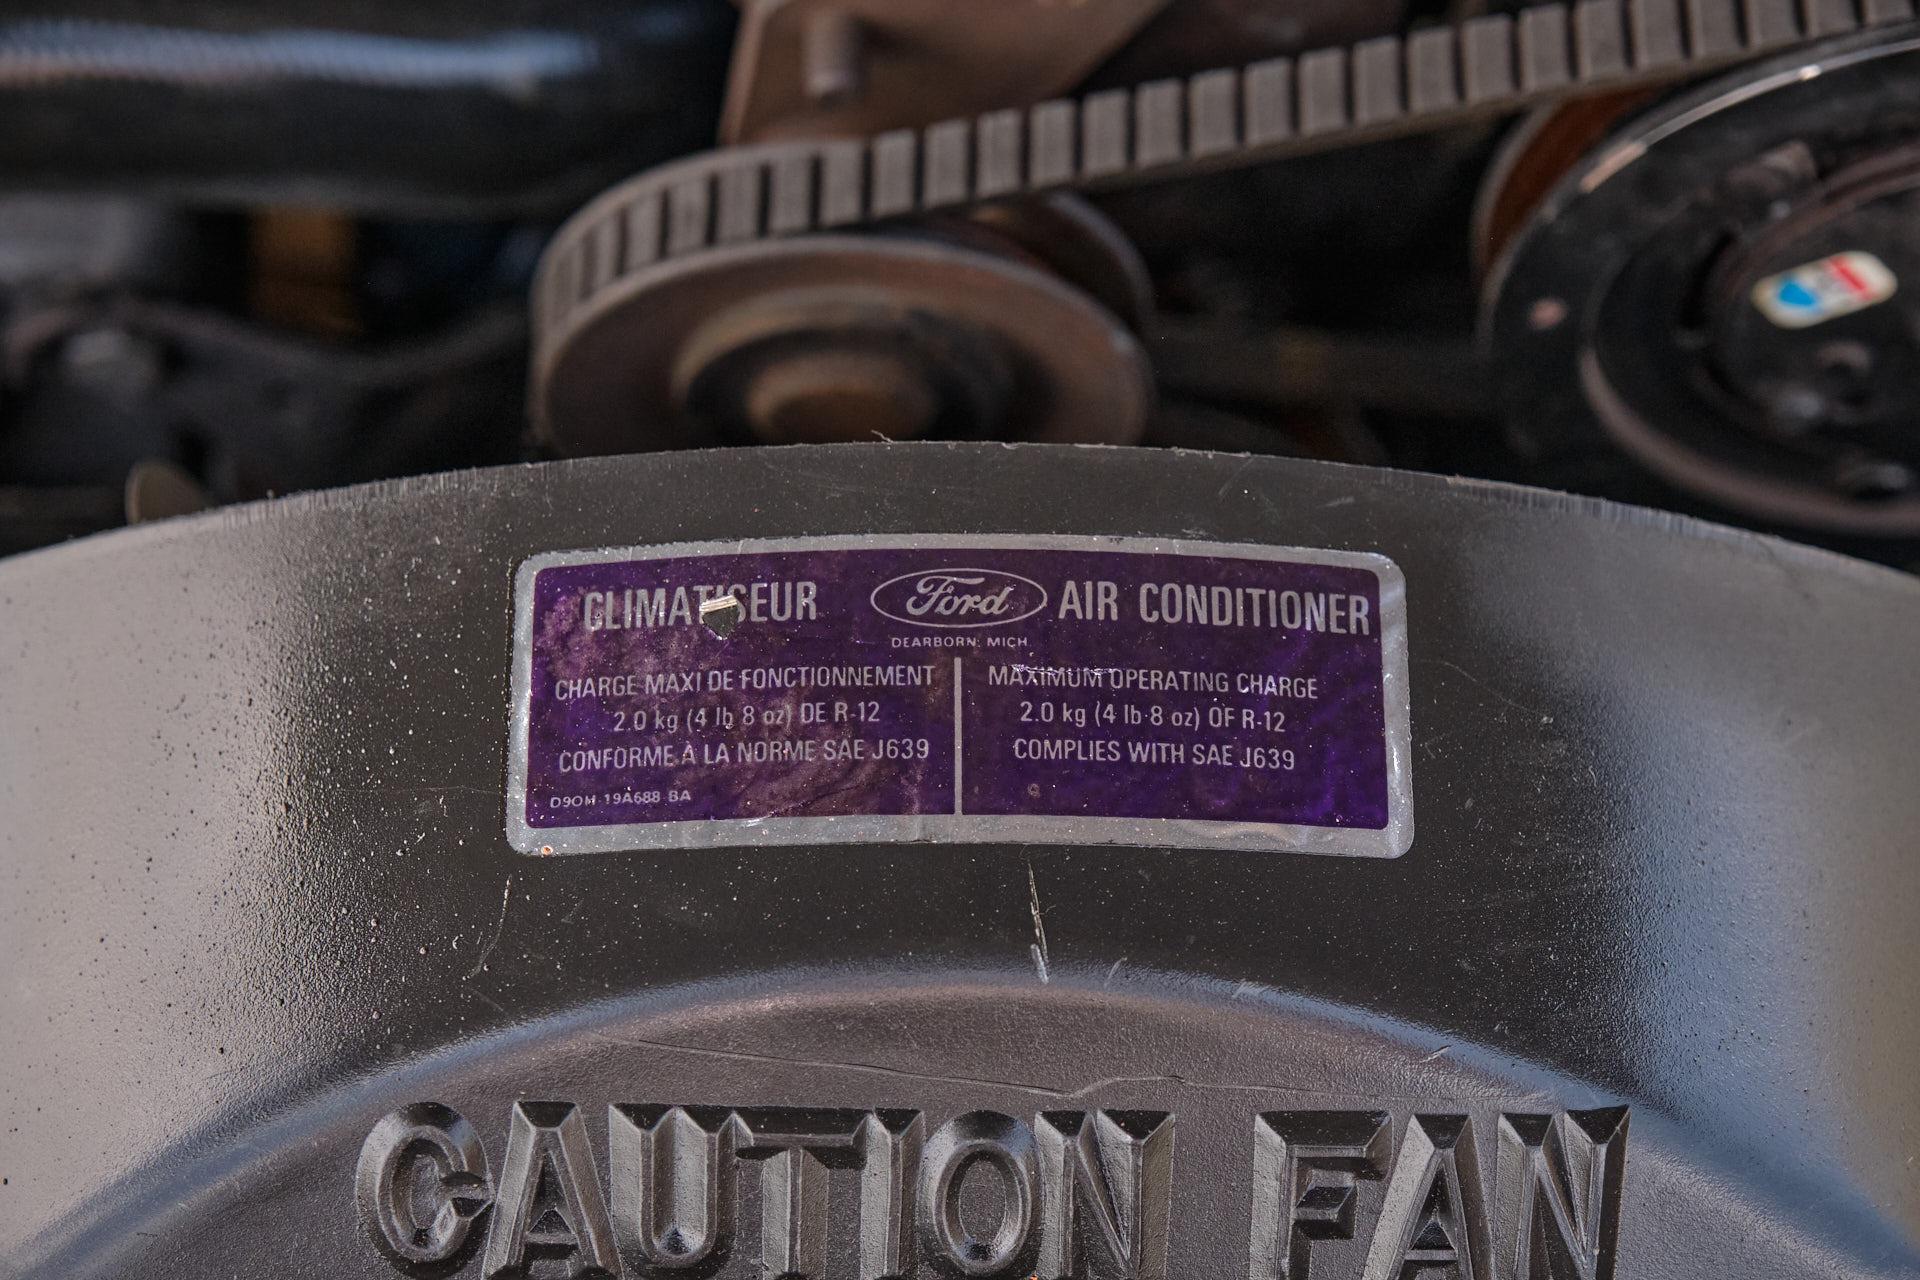 CLIMATISEUR Ford AIR CONDITIONER
DEARBORN, MICH.
CHARGE MAXI DE FONCTIONNEMENT
2.0 kg (4 lb 8 oz) DE R-12
CONFORME À LA NORME SAE J639
D9OH-19A688-BA
MAXIMUM OPERATING CHARGE
2.0 kg (4 lb 8 oz) OF R-12
COMPLIES WITH SAE J639
CAUTION FAN